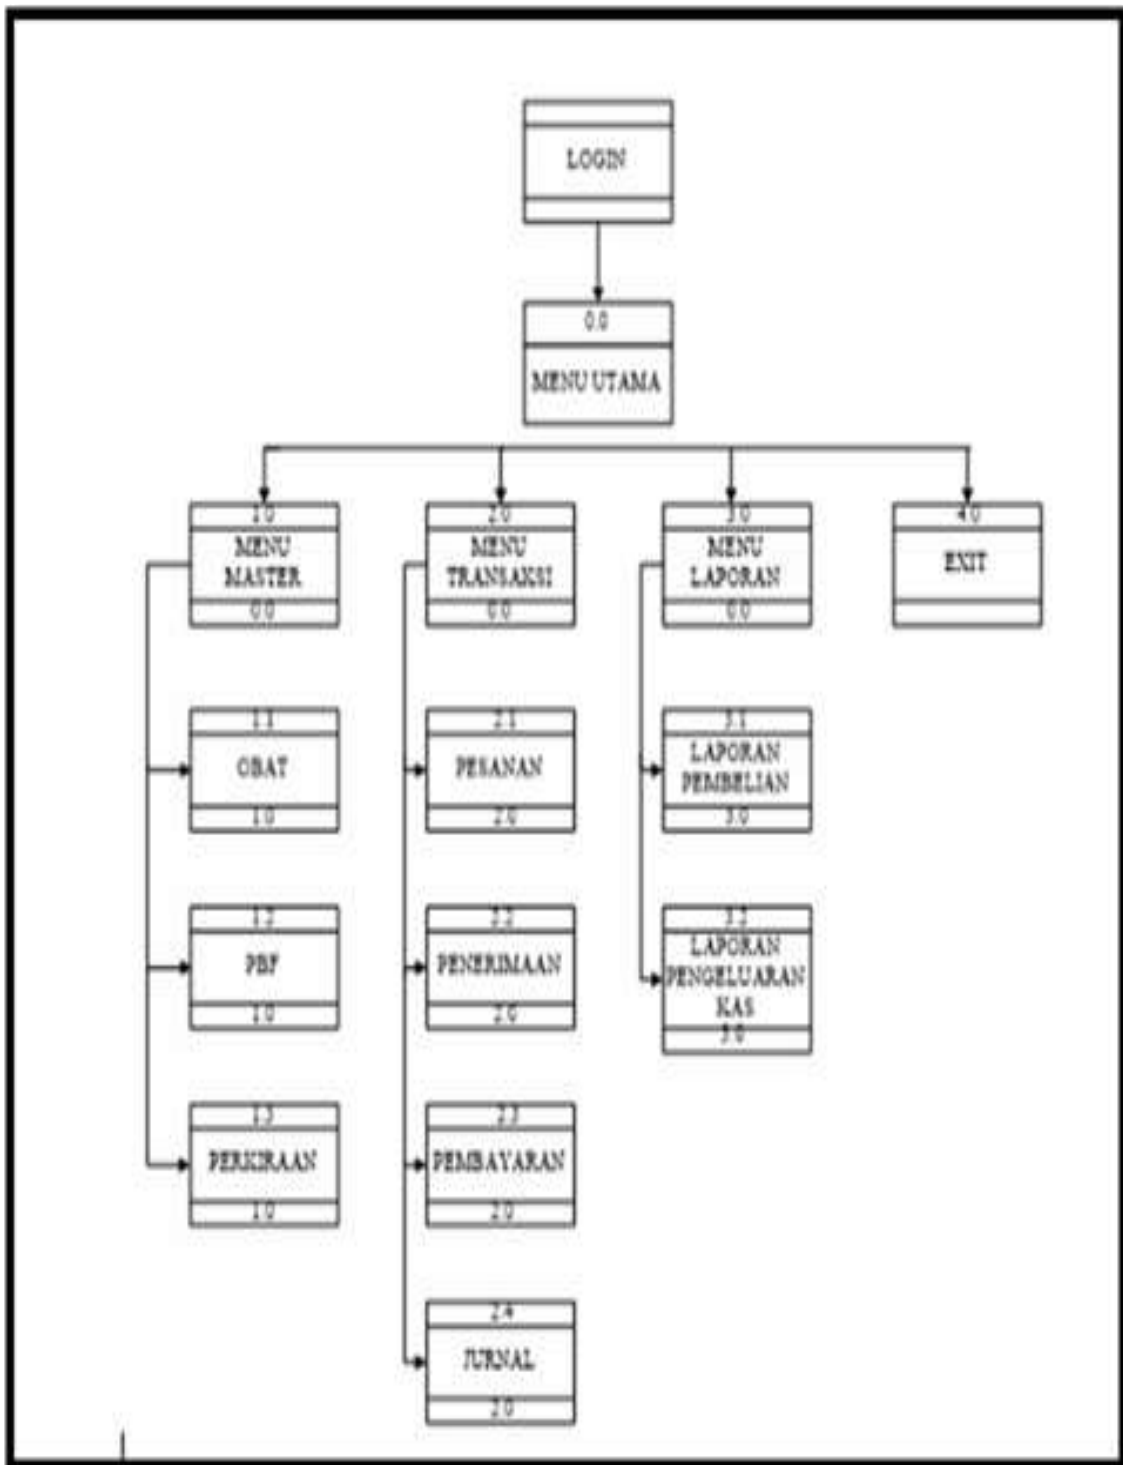 LOGIN
0.0
MENU UTAMA
1.0
MENU
MASTER
0.0
2.0
MENU
TRANSAKSI
0.0
3.0
MENU
LAPORAN
0.0
4.0
EXIT
1.1
OBAT
1.0
2.1
PESANAN
2.0
3.1
LAPORAN
PEMBELIAN
3.0
1.2
PBF
1.0
2.2
PENERIMAAN
2.0
3.2
LAPORAN
PENGELUARAN
KAS
3.0
1.3
PERKIRAAN
1.0
2.3
PEMBAYARAN
2.0
2.4
JURNAL
2.0